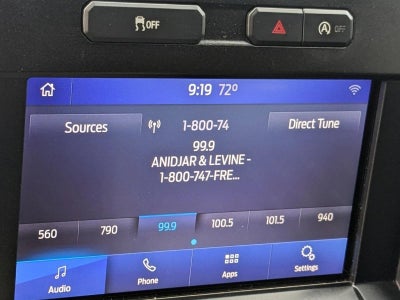 OFF
A OFF
9:19 72°
Sources
1-800-74
Direct Tune
99.9
ANIDJAR & LEVINE -
1-800-747-FRE...
560 790 99.9 100.5 101.5 940
Audio Phone Apps Settings